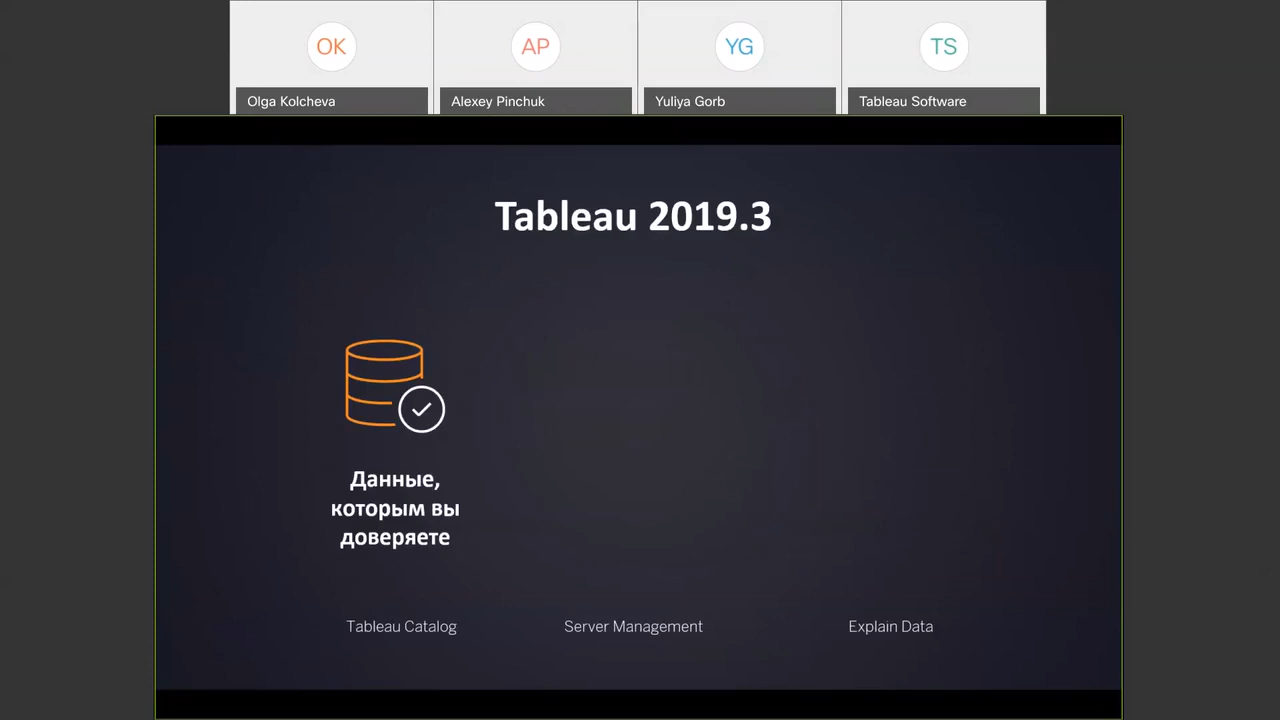 OK
AP
YG
TS
Olga Kolcheva
Alexey Pinchuk
Yuliya Gorb
Tableau Software
Tableau 2019.3
Данные,
которым вы
доверяете
Tableau Catalog
Server Management
Explain Data